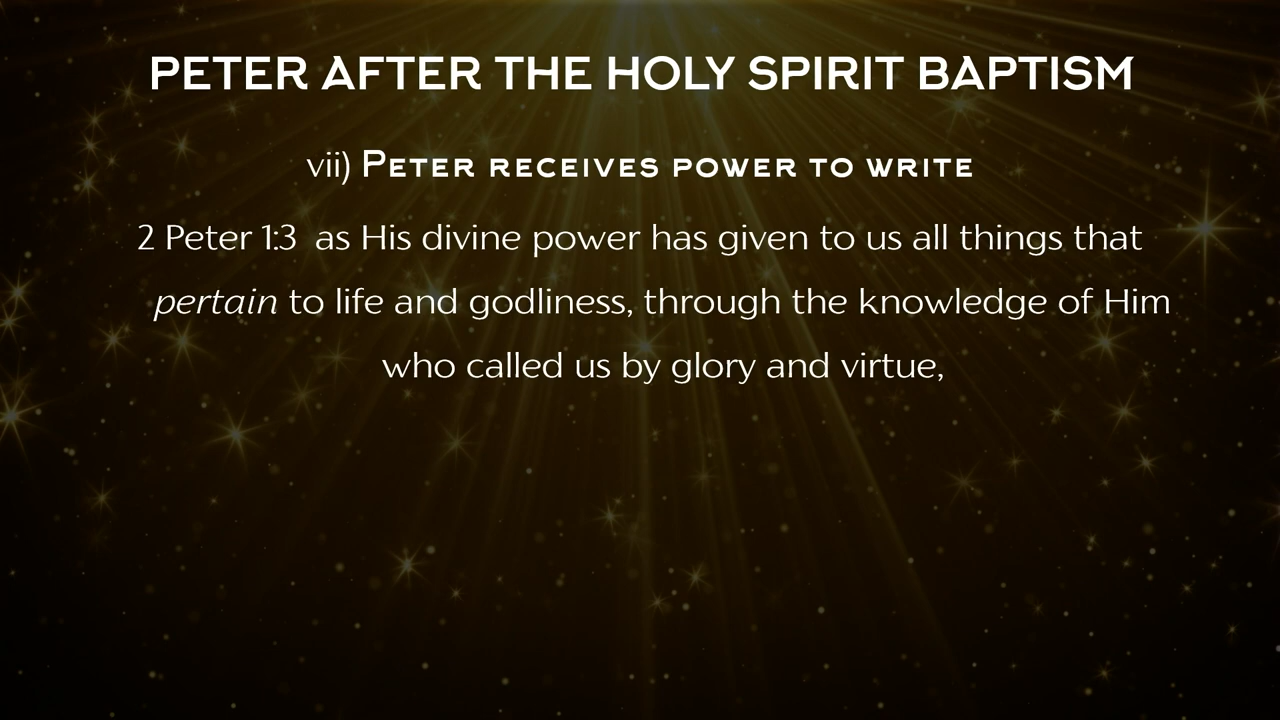 PETER AFTER THE HOLY SPIRIT BAPTISM
vii) PETER RECEIVES POWER TO WRITE
2 Peter 1:3 as His divine power has given to us all things that
pertain to life and godliness, through the knowledge of Him
who called us by glory and virtue,